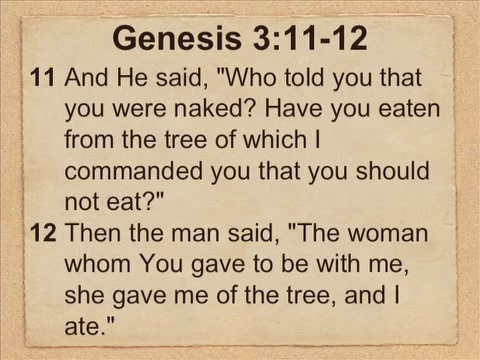 Genesis 3:11-12
11 And He said, "Who told you that
you were naked? Have you eaten
from the tree of which I
commanded you that you should
not eat?"
12 Then the man said, "The woman
whom You gave to be with me,
she gave me of the tree, and I
ate."